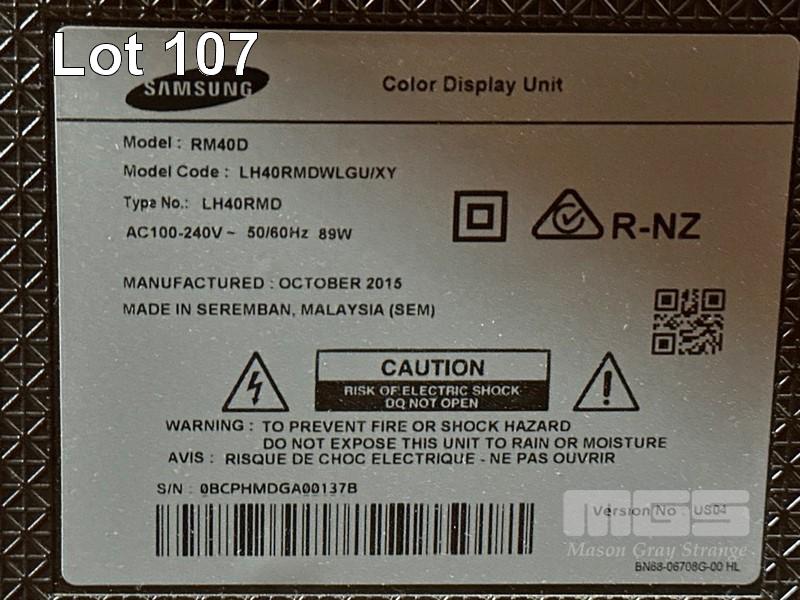 Lot 107
SAMSUNG
Color Display Unit
Model : RM40D
Model Code : LH40RMDWLGU/XY
Type No.: LH40RMD
AC100-240V ~ 50/60Hz 89W
R-NZ
MANUFACTURED : OCTOBER 2015
MADE IN SEREMBAN, MALAYSIA (SEM)
CAUTION
RISK OF ELECTRIC SHOCK
DO NOT OPEN
WARNING : TO PREVENT FIRE OR SHOCK HAZARD
DO NOT EXPOSE THIS UNIT TO RAIN OR MOISTURE
AVIS : RISQUE DE CHOC ELECTRIQUE - NE PAS OUVRIR
S/N : 0BCPHMDGA00137B
Version No : US04
MGS
Mason Gray Strange
BN68-06708G-00 HL